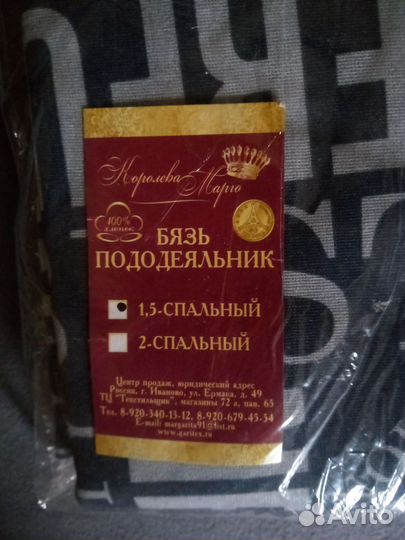 Королева
Марго
100%
хлопок
БЯЗЬ
ПОДОДЕЯЛЬНИК
1,5-СПАЛЬНЫЙ
2-СПАЛЬНЫЙ
Центр продаж, юридический адрес
Россия, г. Иваново, ул. Ермака, д. 49
ТЦ "Текстильщик", магазины 72 а, пав. 65
Тел. 8-920-340-13-12, 8-920-679-45-54
E-mail: margarita91@list.ru
www.garitex.ru
Avito